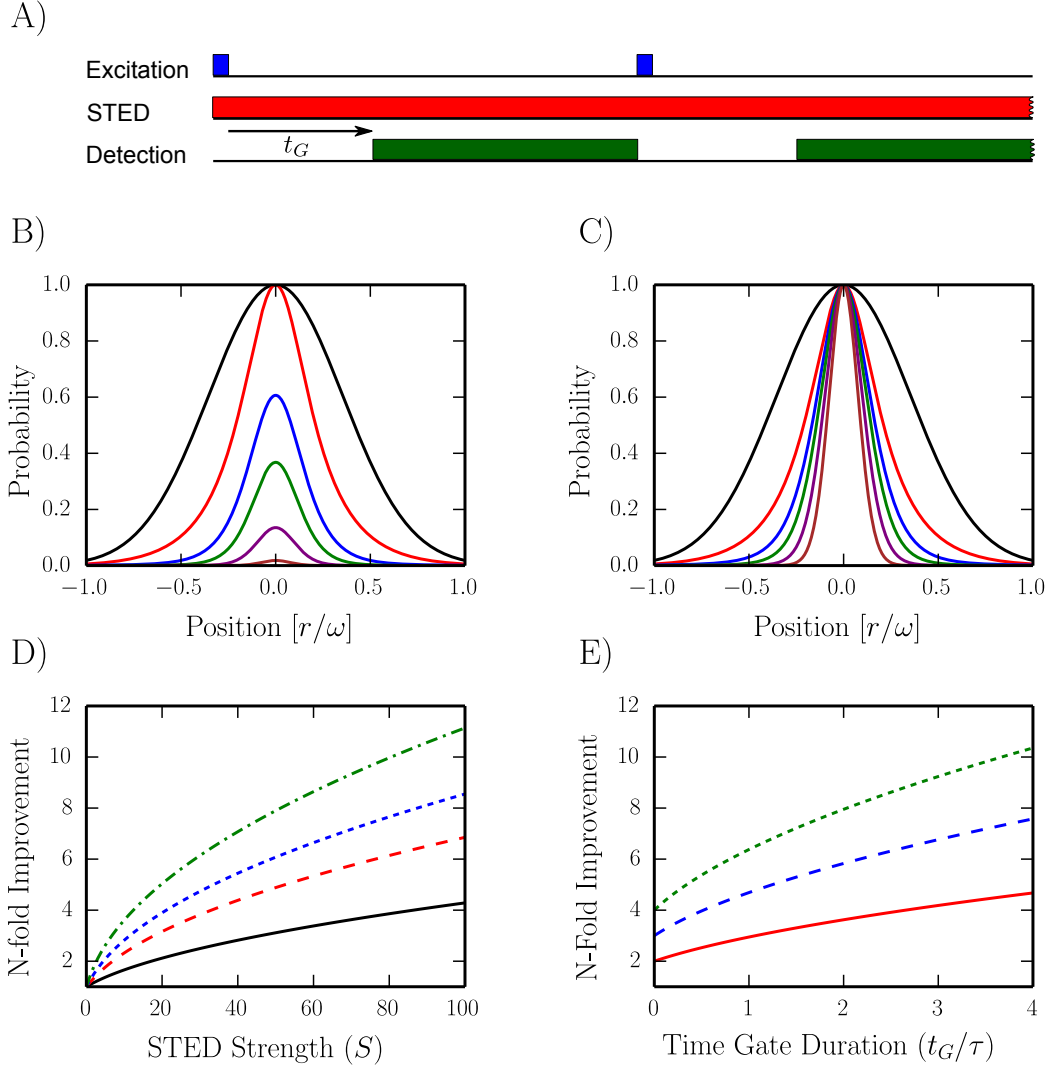 A)
Excitation
STED
t_G
Detection
B)
C)
1.0
0.8
0.6
0.4
0.2
0.0
Probability
−1.0 −0.5 0.0 0.5 1.0
Position [r/ω]
1.0
0.8
0.6
0.4
0.2
0.0
Probability
−1.0 −0.5 0.0 0.5 1.0
Position [r/ω]
D)
E)
12
10
8
6
4
2
N-fold Improvement
0 20 40 60 80 100
STED Strength (S)
12
10
8
6
4
2
N-Fold Improvement
0 1 2 3 4
Time Gate Duration (t_G/τ)